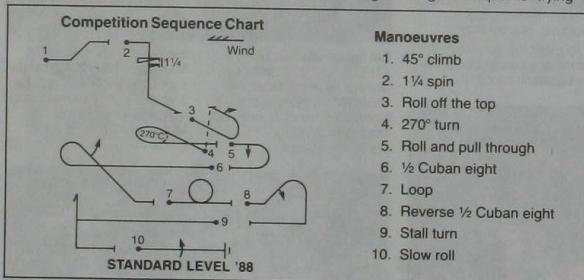 Competition Sequence Chart
Wind
1
2
1¼
3
270°C
4
5
6
7
8
9
10
STANDARD LEVEL '88
Manoeuvres
1. 45° climb
2. 1¼ spin
3. Roll off the top
4. 270° turn
5. Roll and pull through
6. ½ Cuban eight
7. Loop
8. Reverse ½ Cuban eight
9. Stall turn
10. Slow roll